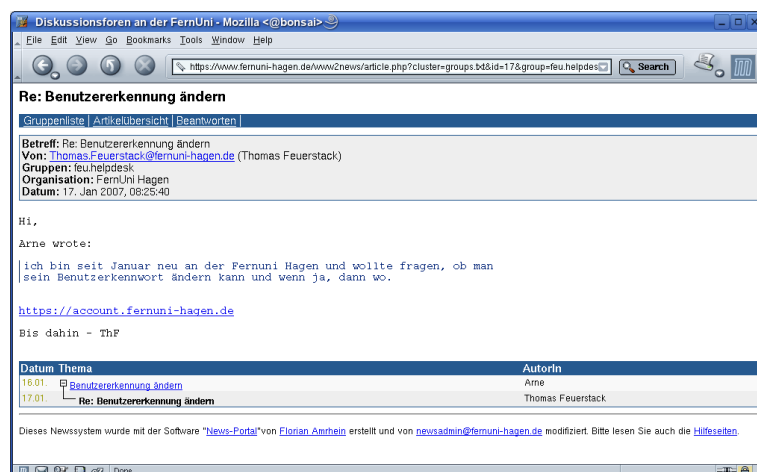 Diskussionsforen an der FernUni - Mozilla <@bonsai>
File Edit View Go Bookmarks Tools Window Help
https://www.fernuni-hagen.de/www2news/article.php?cluster=groups.txt&id=17&group=feu.helpdes
Search
Re: Benutzererkennung ändern
Gruppenliste | Artikelübersicht | Beantworten |
Betreff: Re: Benutzererkennung ändern
Von: Thomas.Feuerstack@fernuni-hagen.de (Thomas Feuerstack)
Gruppen: feu.helpdesk
Organisation: FernUni Hagen
Datum: 17. Jan 2007, 08:25:40
Hi,
Arne wrote:
ich bin seit Januar neu an der Fernuni Hagen und wollte fragen, ob man
sein Benutzerkennwort ändern kann und wenn ja, dann wo.
https://account.fernuni-hagen.de
Bis dahin - ThF
Datum Thema AutorIn
16.01. Benutzererkennung ändern Arne
17.01. Re: Benutzererkennung ändern Thomas Feuerstack
Dieses Newssystem wurde mit der Software "News-Portal"von Florian Amrhein erstellt und von newsadmin@fernuni-hagen.de modifiziert. Bitte lesen Sie auch die Hilfeseiten.
Done